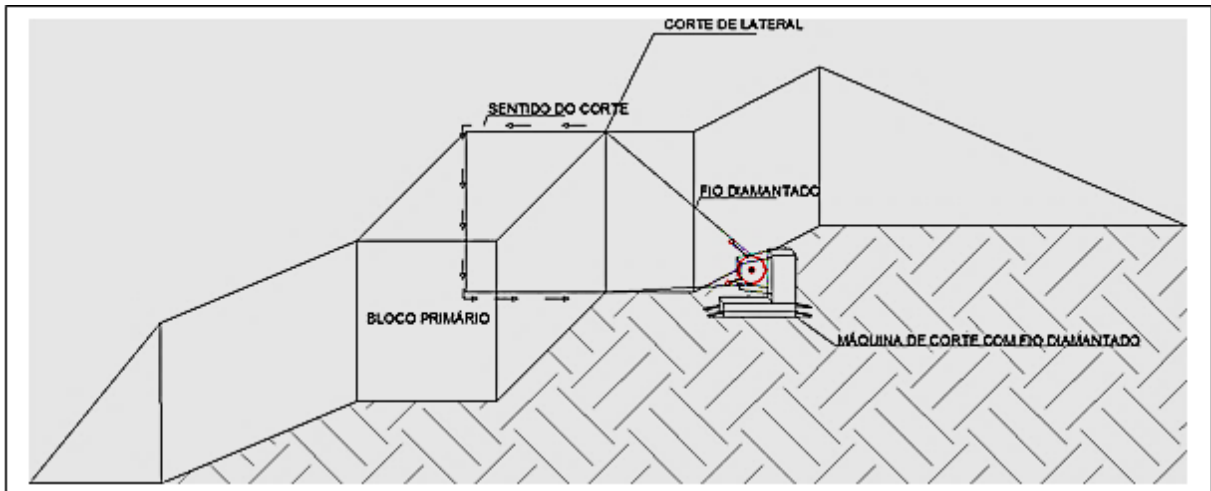 CORTE DE LATERAL
SENTIDO DO CORTE
FIO DIAMANTADO
BLOCO PRIMÁRIO
MÁQUINA DE CORTE COM FIO DIAMANTADO